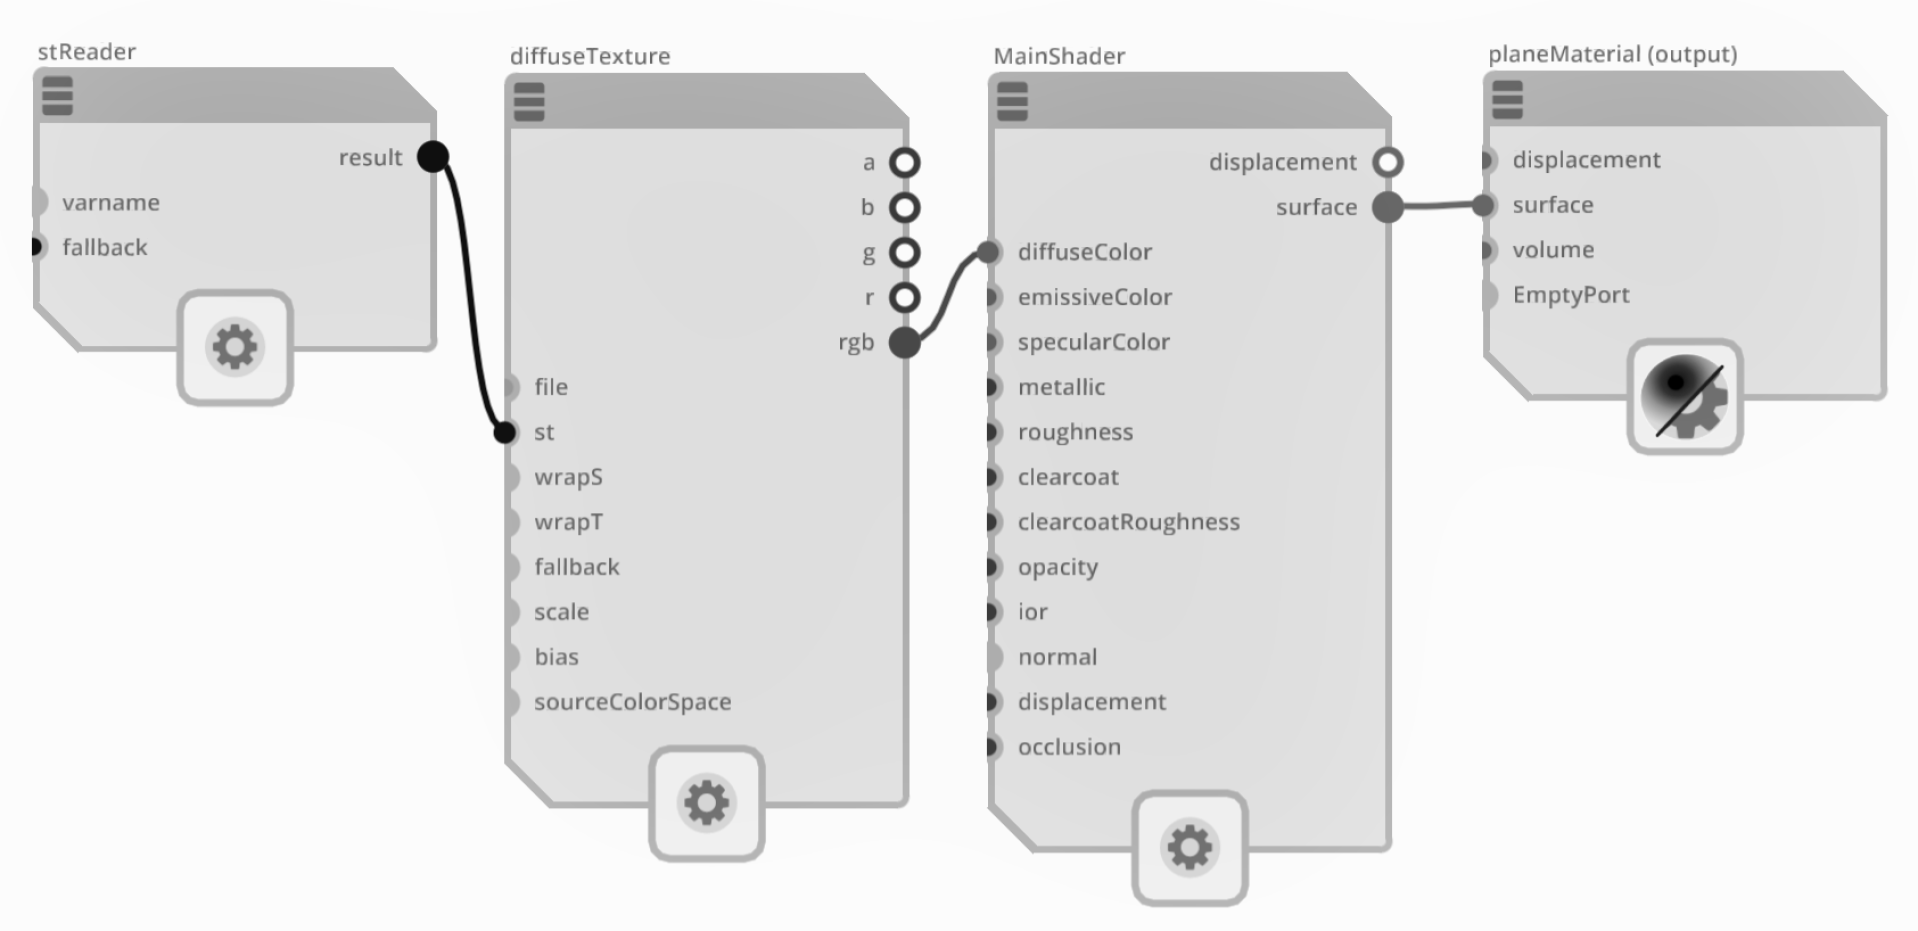 stReader
result
varname
fallback
diffuseTexture
a
b
g
r
rgb
file
st
wrapS
wrapT
fallback
scale
bias
sourceColorSpace
MainShader
displacement
surface
diffuseColor
emissiveColor
specularColor
metallic
roughness
clearcoat
clearcoatRoughness
opacity
ior
normal
displacement
occlusion
planeMaterial (output)
displacement
surface
volume
EmptyPort